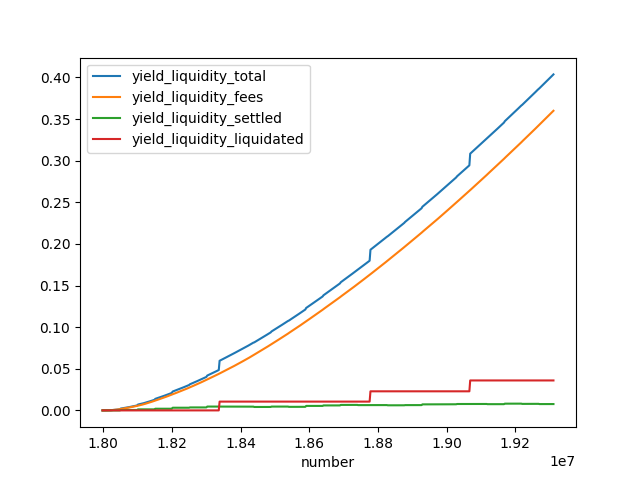 yield_liquidity_total
yield_liquidity_fees
yield_liquidity_settled
yield_liquidity_liquidated
0.40
0.35
0.30
0.25
0.20
0.15
0.10
0.05
0.00
1.80 1.82 1.84 1.86 1.88 1.90 1.92
number
1e7